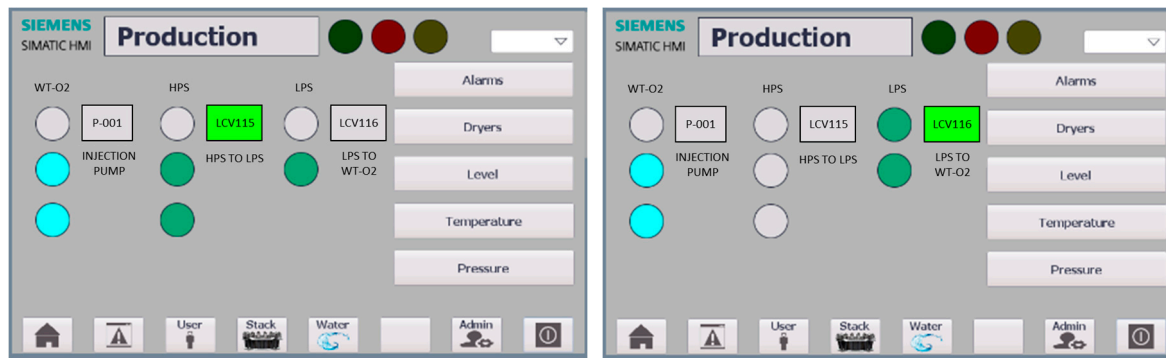 SIEMENS
SIMATIC HMI
Production
WT-O2
HPS
LPS
P-001
LCV115
LCV116
INJECTION
PUMP
HPS TO LPS
LPS TO
WT-O2
Alarms
Dryers
Level
Temperature
Pressure
User
Stack
Water
Admin
SIEMENS
SIMATIC HMI
Production
WT-O2
HPS
LPS
P-001
LCV115
LCV116
INJECTION
PUMP
HPS TO LPS
LPS TO
WT-O2
Alarms
Dryers
Level
Temperature
Pressure
User
Stack
Water
Admin